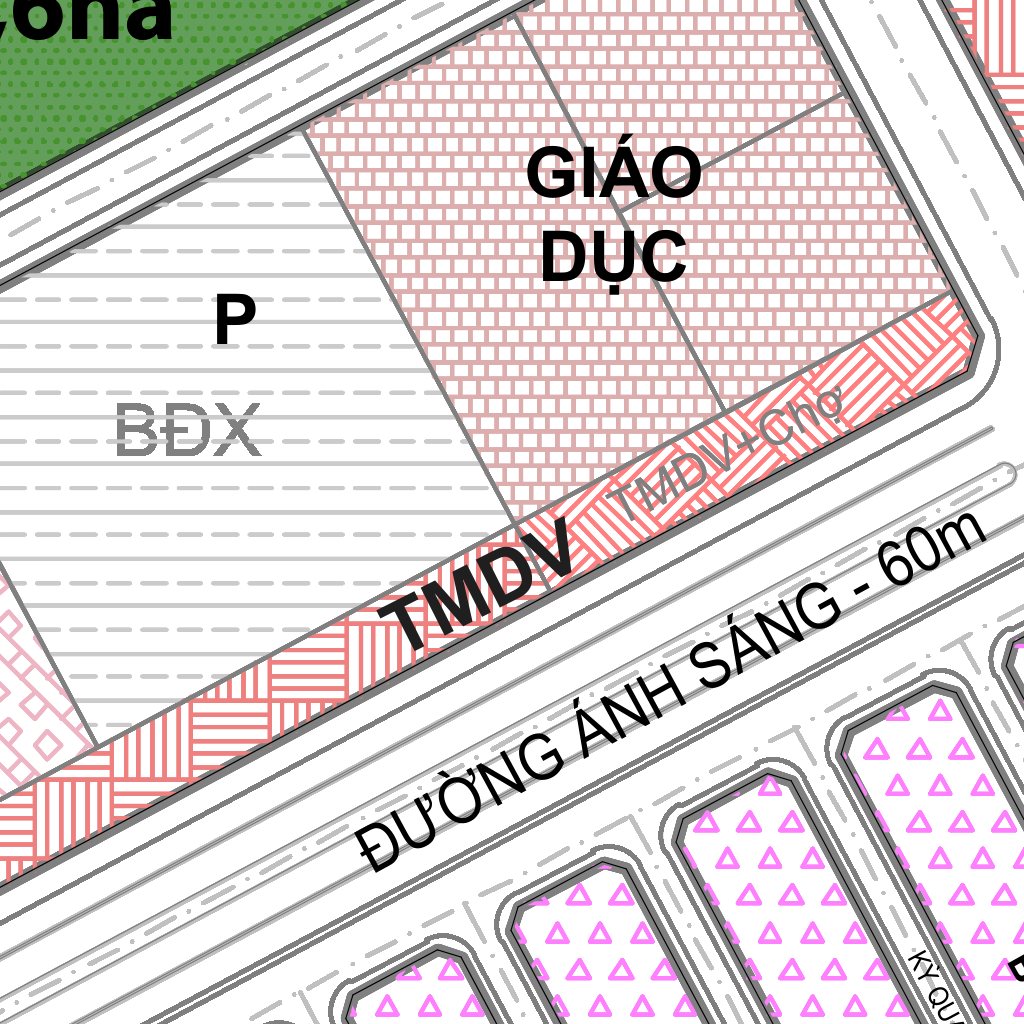 GIÁO
DỤC
P
BĐX
TMDV+Chợ
TMDV
ĐƯỜNG ÁNH SÁNG - 60m